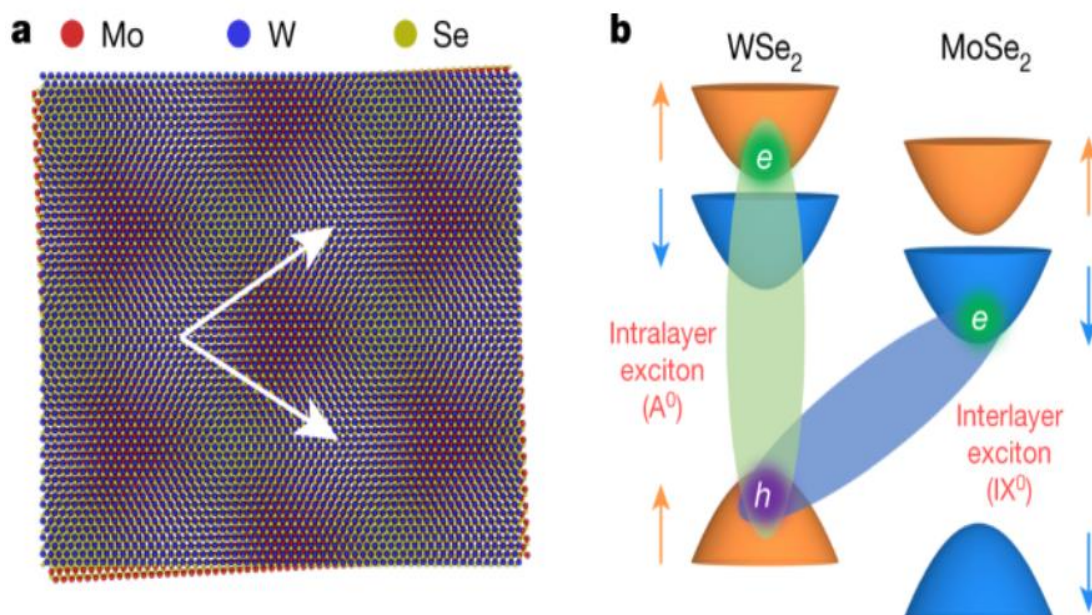 a Mo W Se
b
WSe₂ MoSe₂
e
e
Intralayer
exciton
(A⁰)
Interlayer
exciton
(IX⁰)
h